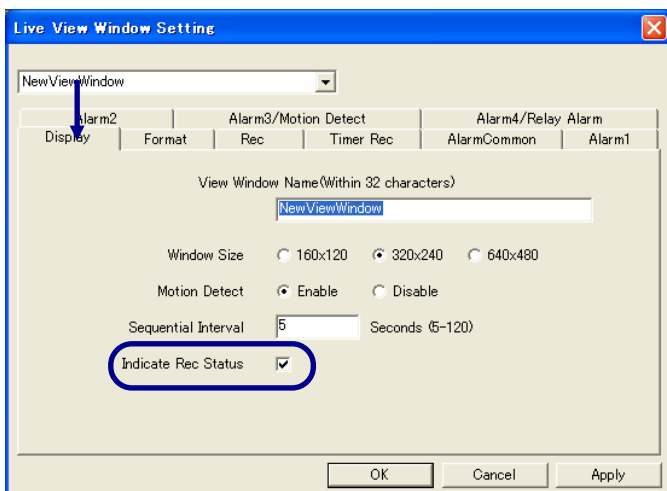 Live View Window Setting
NewViewWindow
Alarm2 Alarm3/Motion Detect Alarm4/Relay Alarm
Display Format Rec Timer Rec AlarmCommon Alarm1
View Window Name(Within 32 characters)
NewViewWindow
Window Size 160x120 320x240 640x480
Motion Detect Enable Disable
Sequential Interval 5 Seconds (5-120)
Indicate Rec Status
OK Cancel Apply